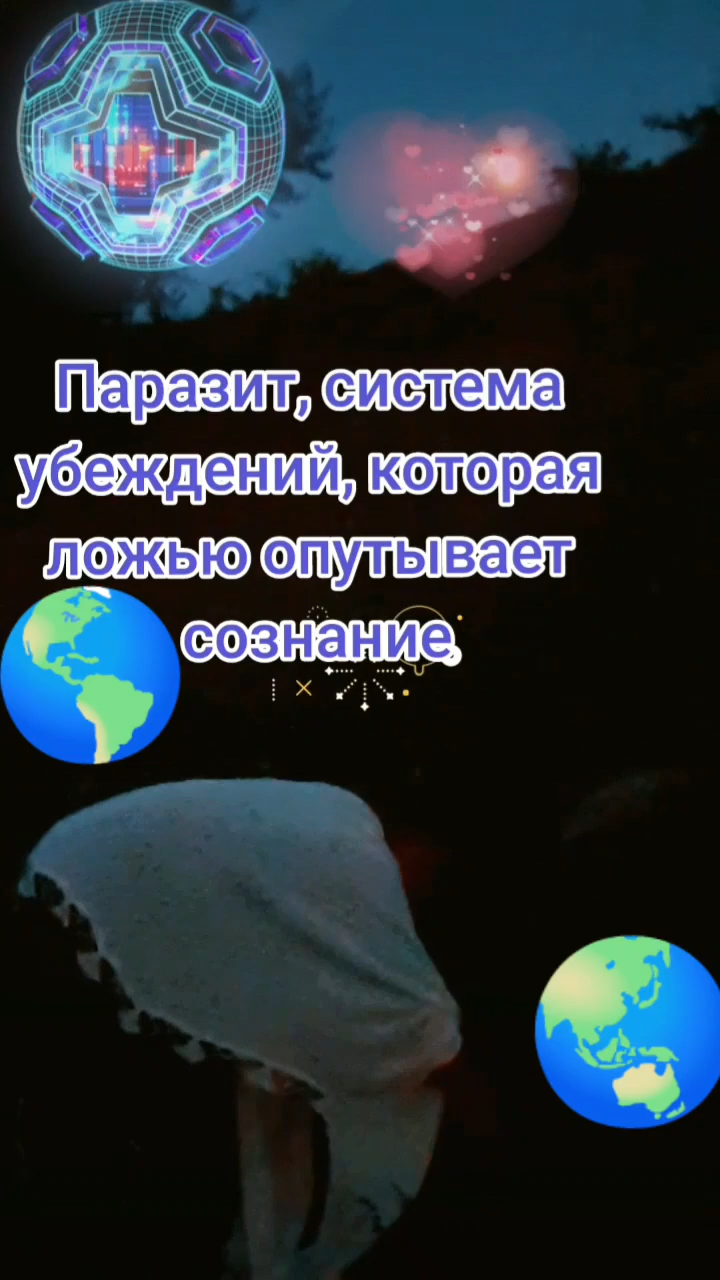 Паразит, система
убеждений, которая
ложью опутывает
сознание,